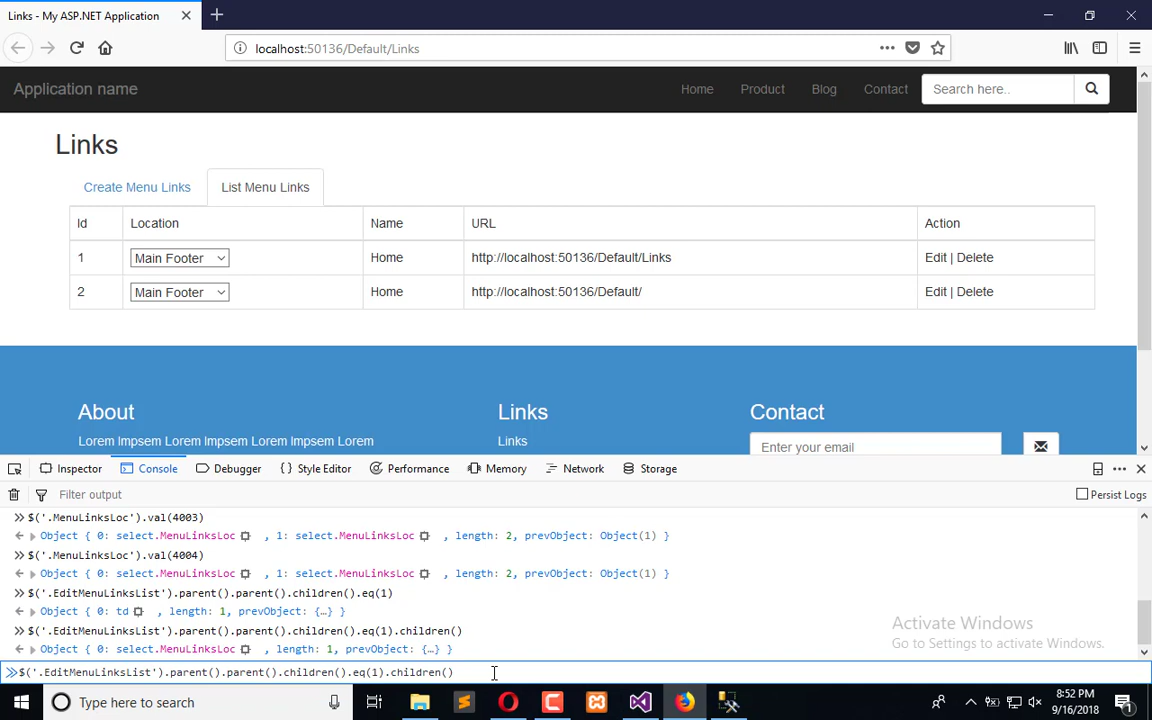 Links - My ASP.NET Application
localhost:50136/Default/Links
Application name
Home Product Blog Contact Search here..
Links
Create Menu Links List Menu Links
Id Location Name URL Action
1 Main Footer Home http://localhost:50136/Default/Links Edit | Delete
2 Main Footer Home http://localhost:50136/Default/ Edit | Delete
About Links Contact
Lorem Impsem Lorem Impsem Lorem Impsem Lorem Links Enter your email
Inspector Console Debugger { } Style Editor Performance Memory Network Storage
Filter output Persist Logs
>> $('.MenuLinksLoc').val(4003)
Object { 0: select.MenuLinksLoc , 1: select.MenuLinksLoc , length: 2, prevObject: Object(1) }
>> $('.MenuLinksLoc').val(4004)
Object { 0: select.MenuLinksLoc , 1: select.MenuLinksLoc , length: 2, prevObject: Object(1) }
>> $('.EditMenuLinksList').parent().parent().children().eq(1)
Object { 0: td , length: 1, prevObject: {…} }
>> $('.EditMenuLinksList').parent().parent().children().eq(1).children()
Object { 0: select.MenuLinksLoc , length: 1, prevObject: {…} }
>> $('.EditMenuLinksList').parent().parent().children().eq(1).children()
Activate Windows
Go to Settings to activate Windows.
Type here to search
8:52 PM
9/16/2018
1